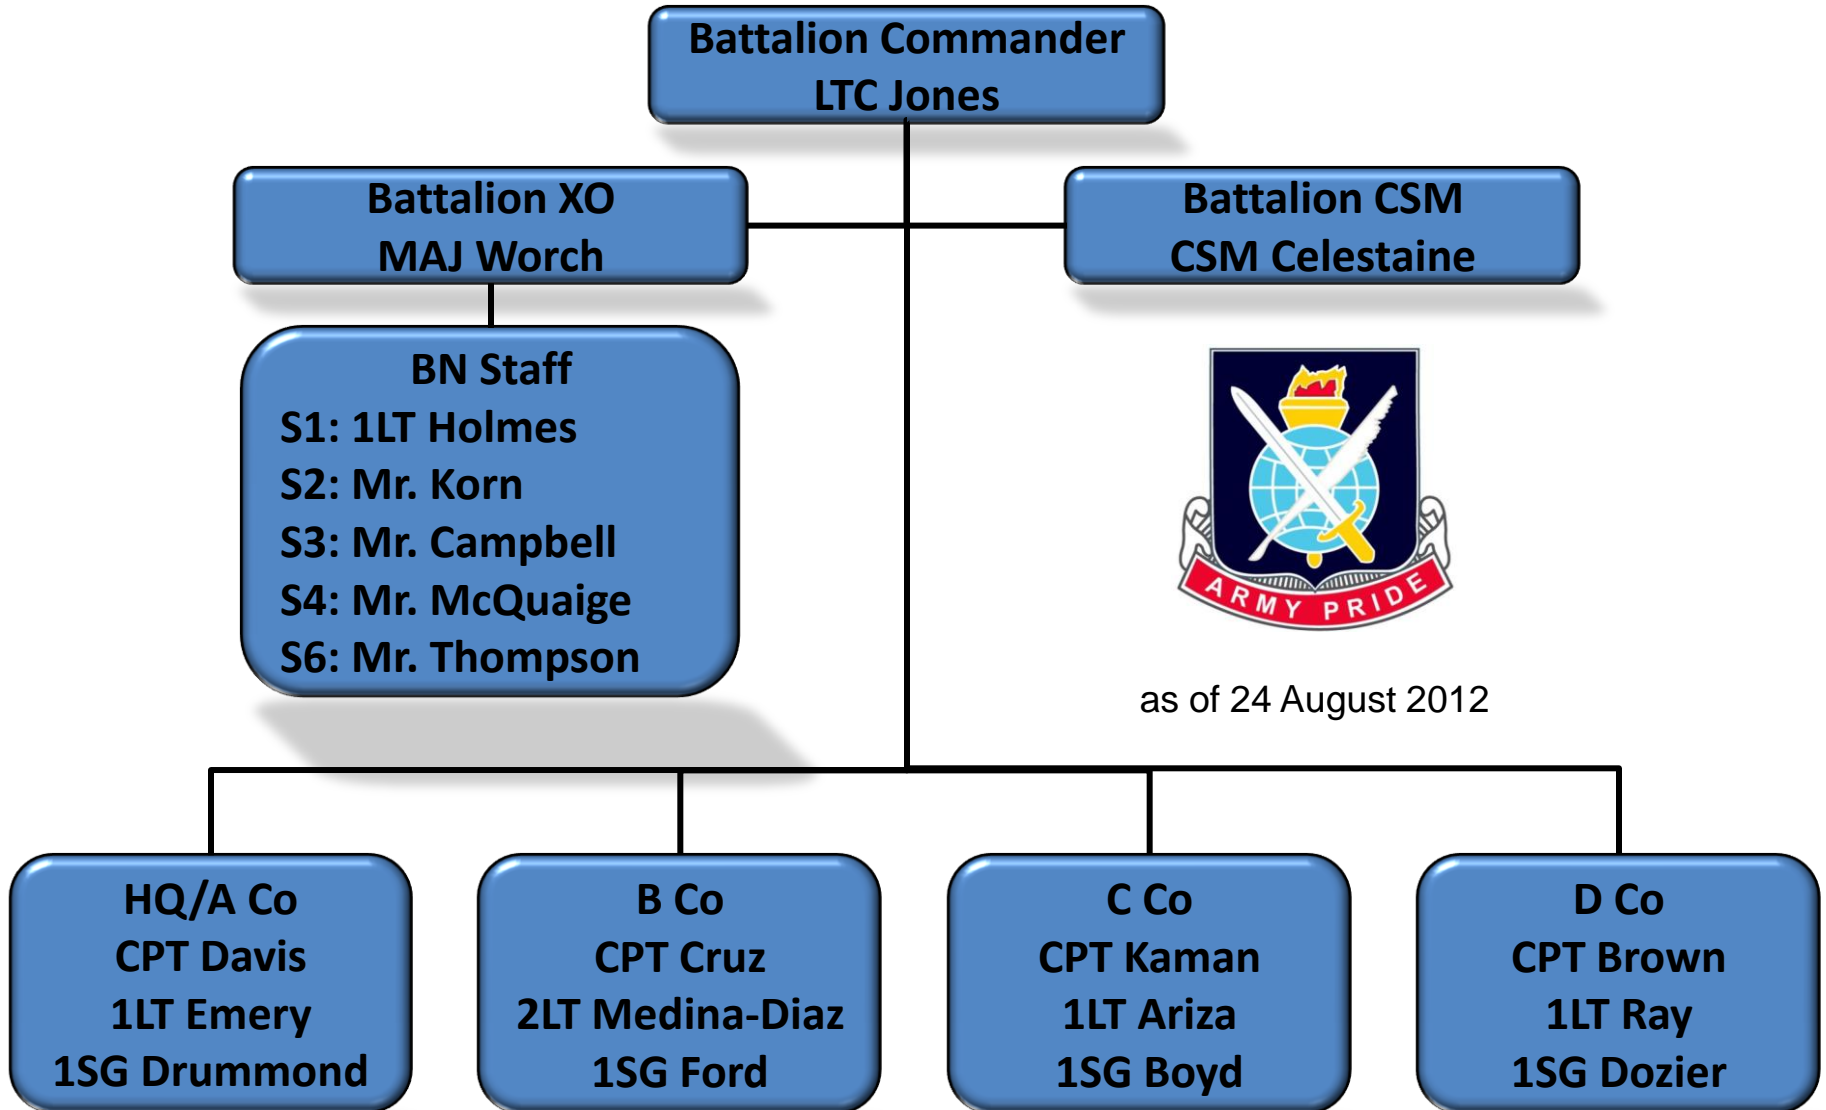 Battalion Commander
LTC Jones
Battalion XO
MAJ Worch
Battalion CSM
CSM Celestaine
BN Staff
S1: 1LT Holmes
S2: Mr. Korn
S3: Mr. Campbell
S4: Mr. McQuaige
S6: Mr. Thompson
ARMY PRIDE
as of 24 August 2012
HQ/A Co
CPT Davis
1LT Emery
1SG Drummond
B Co
CPT Cruz
2LT Medina-Diaz
1SG Ford
C Co
CPT Kaman
1LT Ariza
1SG Boyd
D Co
CPT Brown
1LT Ray
1SG Dozier